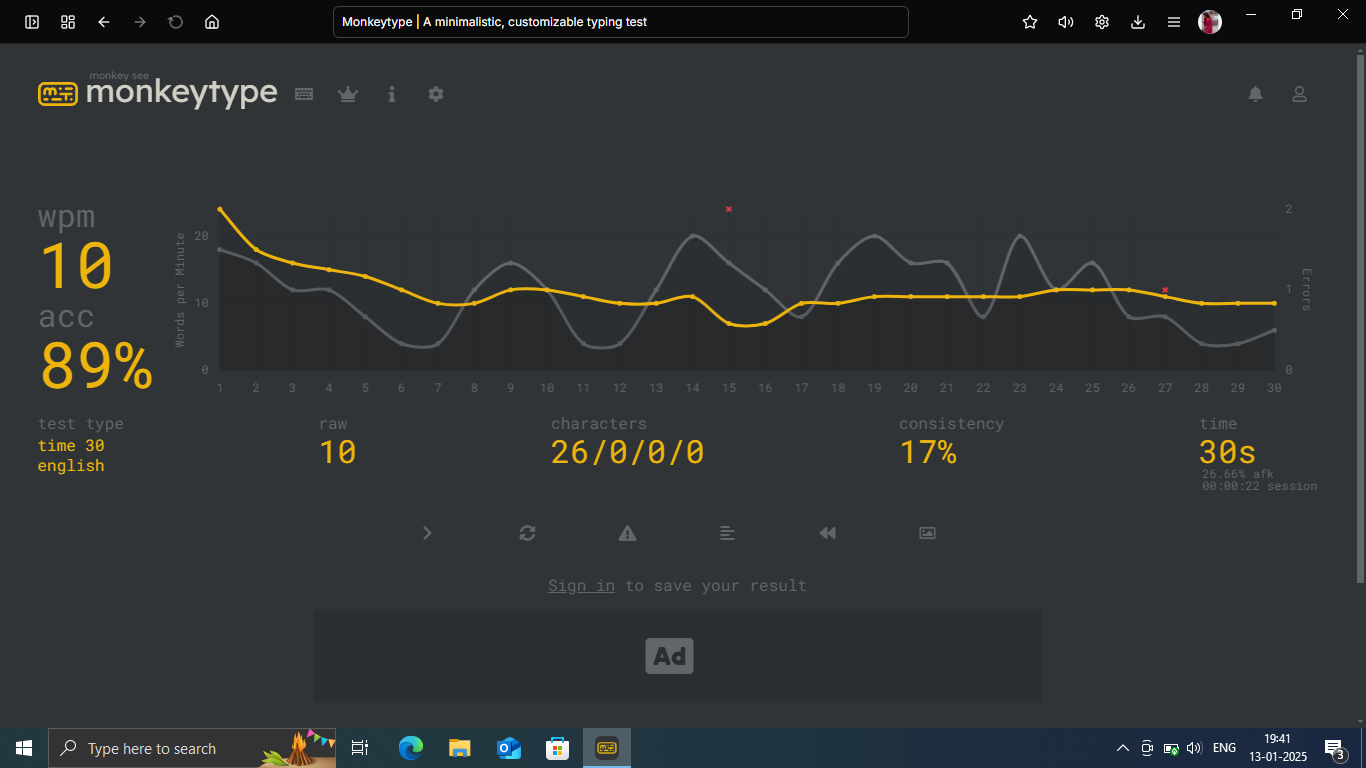 Monkeytype | A minimalistic, customizable typing test
monkey see
monkeytype
wpm
10
acc
89%
Words per Minute
20
10
0
2
1
0
Errors
1 2 3 4 5 6 7 8 9 10 11 12 13 14 15 16 17 18 19 20 21 22 23 24 25 26 27 28 29 30
test type
time 30
english
raw
10
characters
26/0/0/0
consistency
17%
time
30s
26.66% afk
00:00:22 session
Sign in to save your result
Ad
Type here to search
ENG
19:41
13-01-2025
3